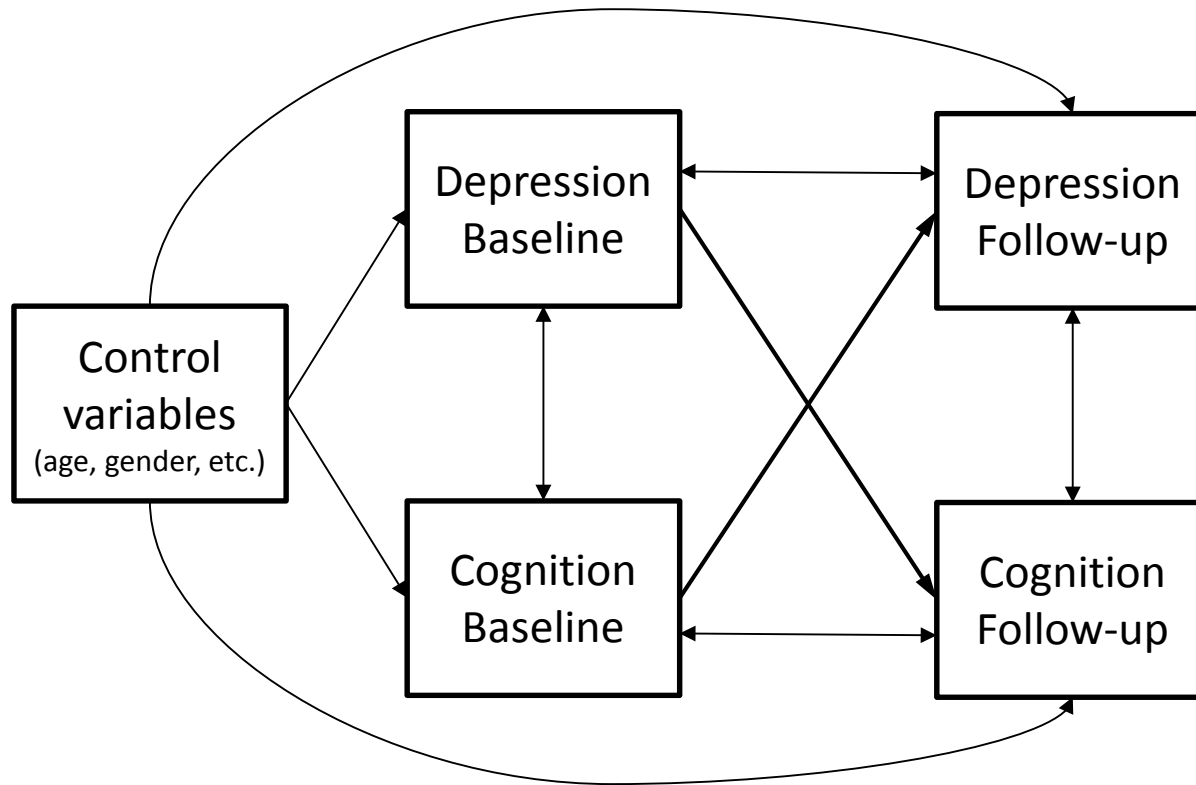 Depression
Baseline
Depression
Follow-up
Control
variables
(age, gender, etc.)
Cognition
Baseline
Cognition
Follow-up